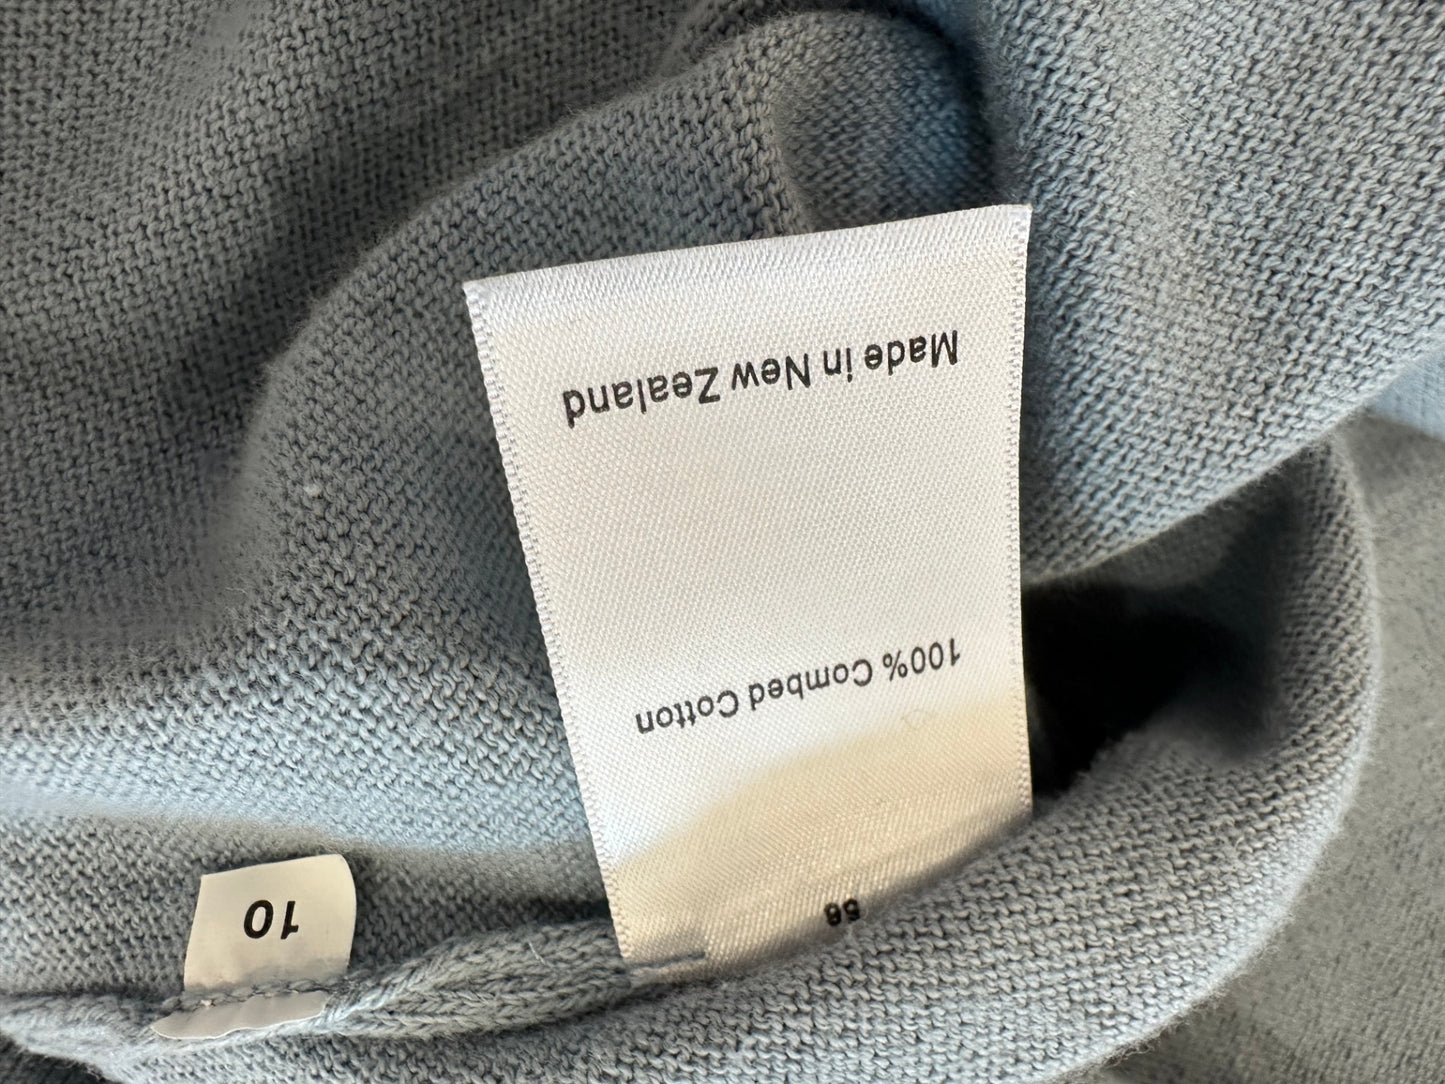 10
100% Combed Cotton
Made in New Zealand